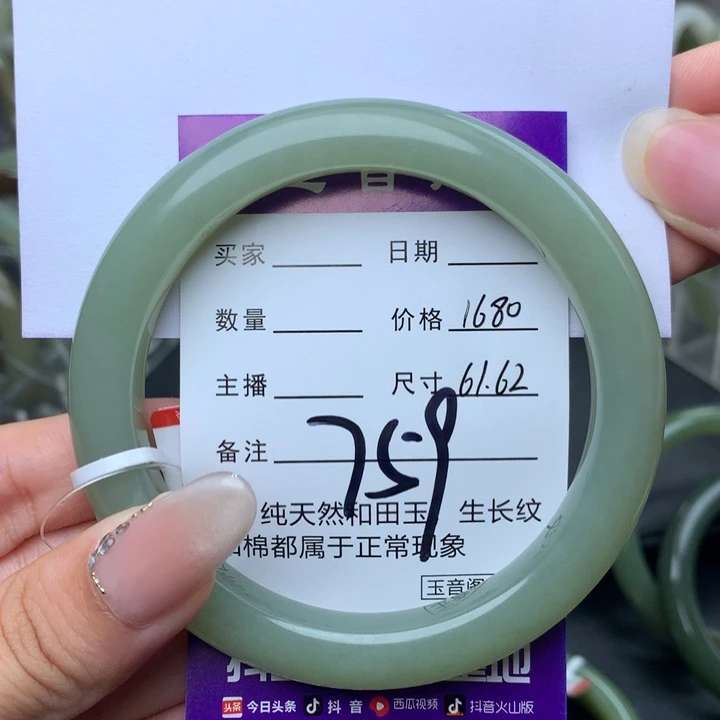 买家 日期
数量 价格 1680
主播 尺寸 61.62
备注
759
纯天然和田玉 生长纹
棉都属于正常现象
玉音阁
头条 今日头条 抖音 西瓜视频 抖音火山版